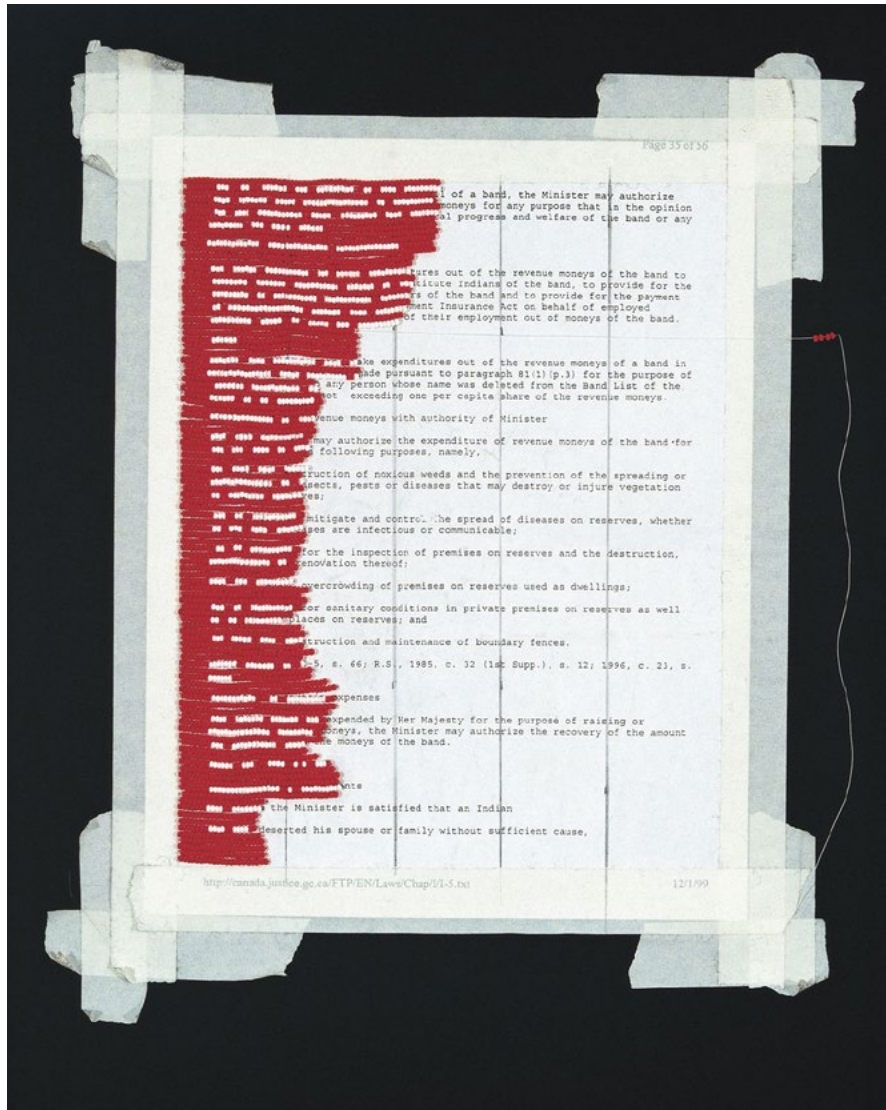 Page 35 of 56
of a band, the Minister may authorize
moneys for any purpose that in the opinion
progress and welfare of the band or any
tures out of the revenue moneys of the band to
titute Indians of the band, to provide for the
rs of the band and to provide for the payment
ment Insurance Act on behalf of employed
of their employment out of moneys of the band.
ake expenditures out of the revenue moneys of a band in
made pursuant to paragraph 81(1)(p.3) for the purpose of
any person whose name was deleted from the Band List of the
not exceeding one per capita share of the revenue moneys.
venue moneys with authority of Minister
may authorize the expenditure of revenue moneys of the band for
following purposes, namely,
truction of noxious weeds and the prevention of the spreading or
sects, pests or diseases that may destroy or injure vegetation
ves;
mitigate and control the spread of diseases on reserves, whether
ises are infectious or communicable;
for the inspection of premises on reserves and the destruction,
renovation thereof;
overcrowding of premises on reserves used as dwellings;
for sanitary conditions in private premises on reserves as well
places on reserves; and
struction and maintenance of boundary fences.
-5, s. 66; R.S., 1985, c. 32 (1st Supp.), s. 12; 1996, c. 23, s.
expenses
expended by Her Majesty for the purpose of raising or
moneys, the Minister may authorize the recovery of the amount
the moneys of the band.
nts
the Minister is satisfied that an Indian
deserted his spouse or family without sufficient cause,
http://canada.justice.gc.ca/FTP/EN/Laws/Chap/I/I-5.txt
12/1/99